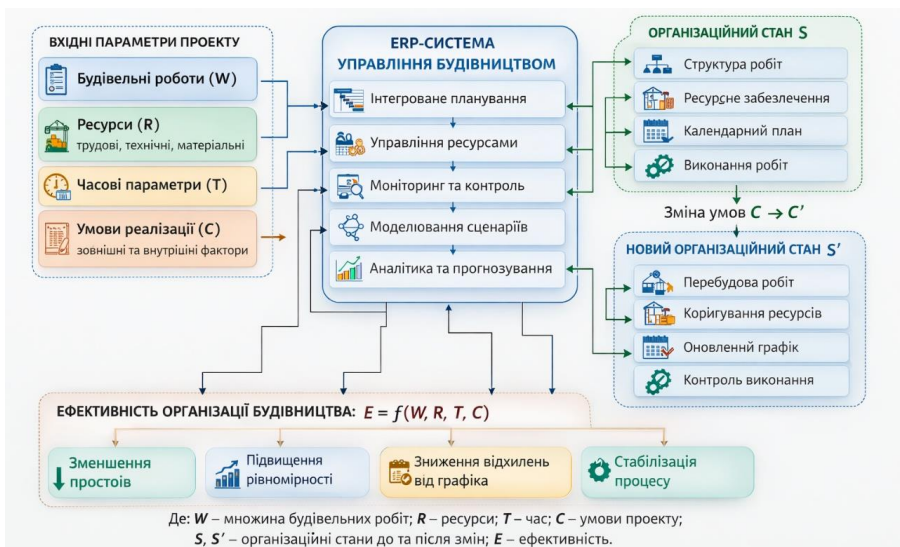 ВХІДНІ ПАРАМЕТРИ ПРОЕКТУ
Будівельні роботи (W)
Ресурси (R)
трудові, технічні, матеріальні
Часові параметри (T)
Умови реалізації (C)
зовнішні та внутрішні фактори
ERP-СИСТЕМА
УПРАВЛІННЯ БУДІВНИЦТВОМ
Інтегроване планування
Управління ресурсами
Моніторинг та контроль
Моделювання сценаріїв
Аналітика та прогнозування
ОРГАНІЗАЦІЙНИЙ СТАН S
Структура робіт
Ресурсне забезлечення
Календарний план
Виконання робіт
Зміна умов C → C′
НОВИЙ ОРГАНІЗАЦІЙНИЙ СТАН S′
Перебудова робіт
Коригування ресурсів
Оновленний графік
Контроль виконання
ЕФЕКТИВНІСТЬ ОРГАНІЗАЦІЇ БУДІВНИЦТВА: E = f(W, R, T, C)
Зменшення
простоїв
Підвищення
рівномірності
Зниження відхилень
від графіка
Стабілізація
процесу
Де: W – множина будівельних робіт; R – ресурси; T – час; C – умови проекту;
S, S′ – організаційні стани до та після змін; E – ефективність.